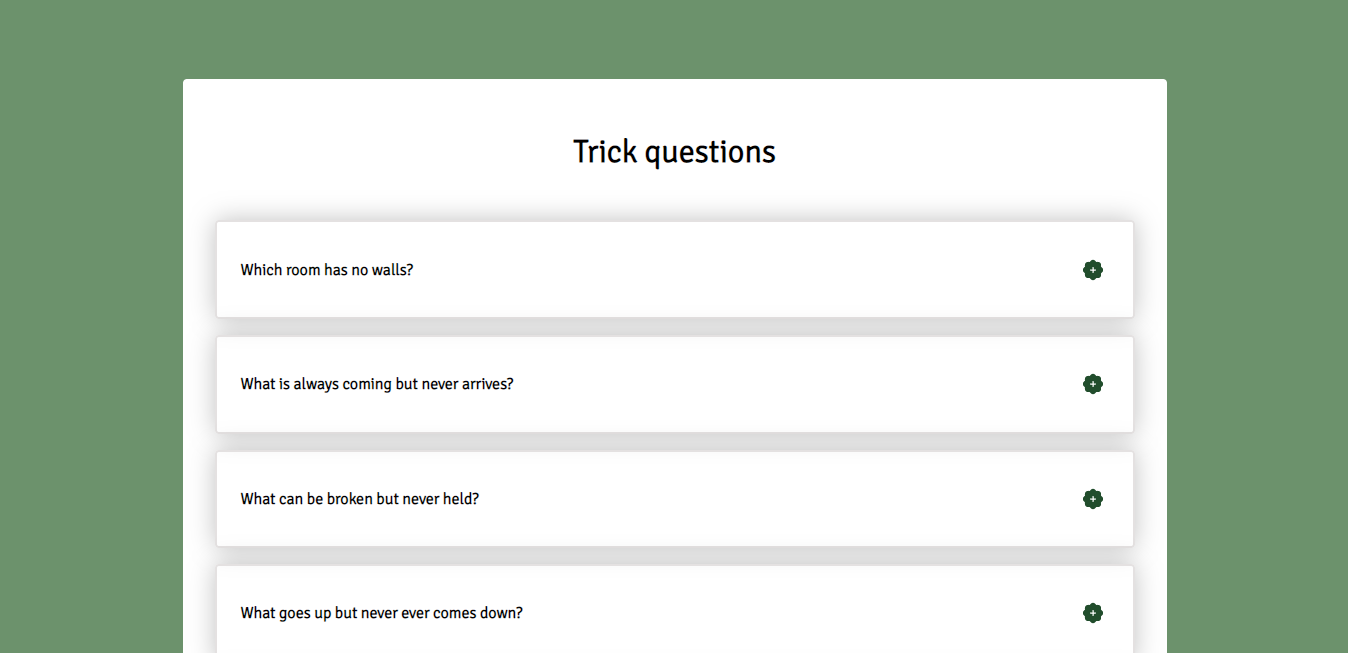 Trick questions
Which room has no walls?
What is always coming but never arrives?
What can be broken but never held?
What goes up but never ever comes down?